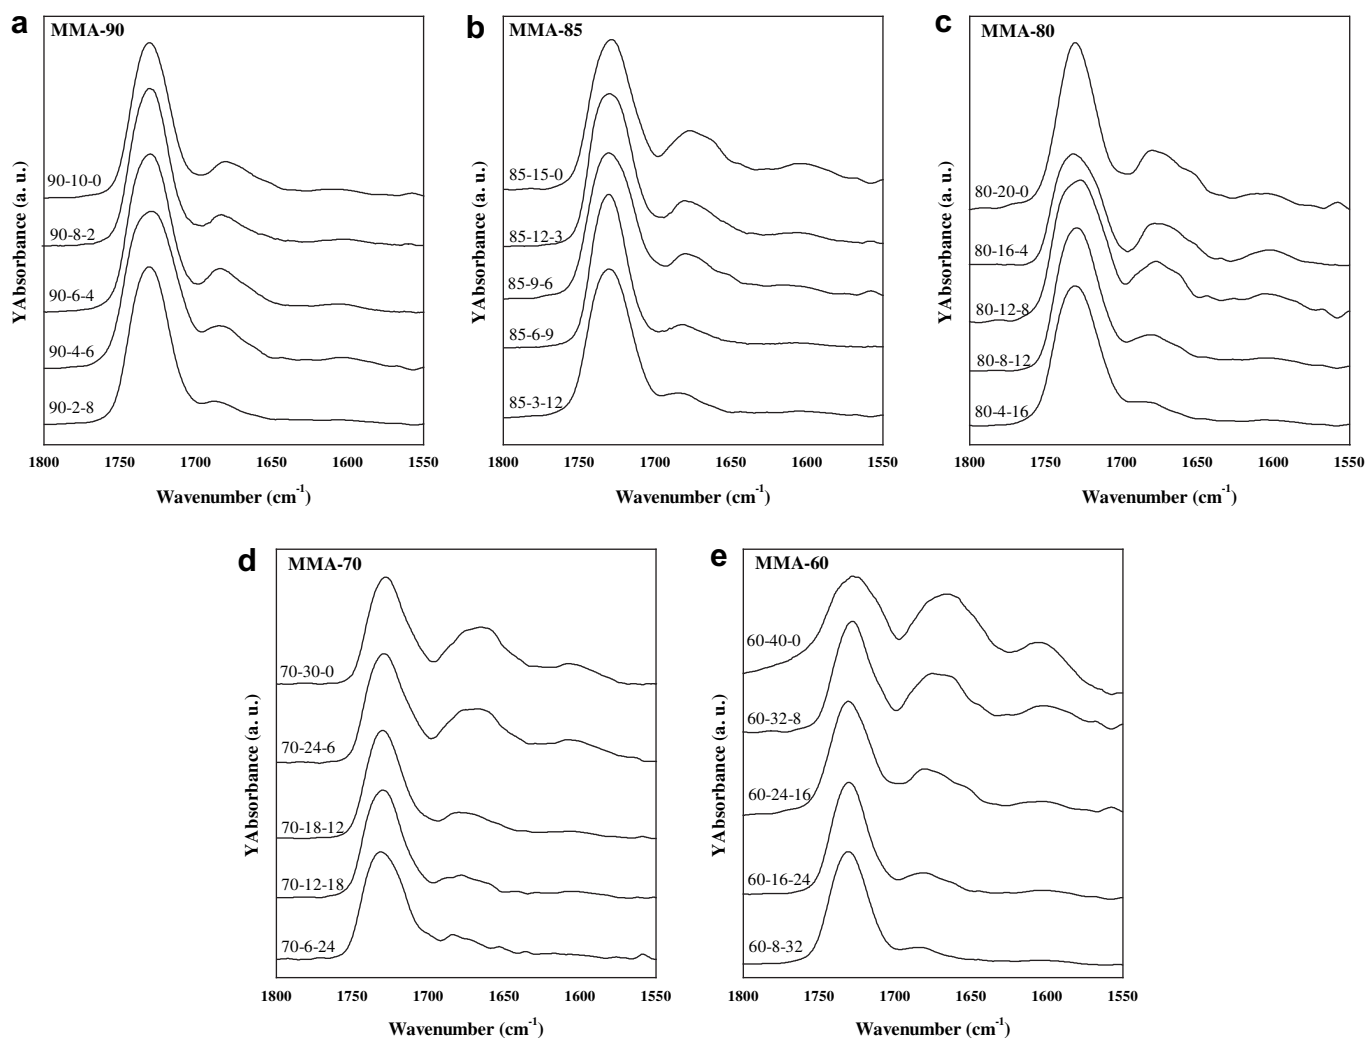 a
MMA-90
YAbsorbance (a. u.)
90-10-0
90-8-2
90-6-4
90-4-6
90-2-8
1800 1750 1700 1650 1600 1550
Wavenumber (cm-1)
b
MMA-85
YAbsorbance (a. u.)
85-15-0
85-12-3
85-9-6
85-6-9
85-3-12
1800 1750 1700 1650 1600 1550
Wavenumber (cm-1)
c
MMA-80
YAbsorbance (a. u.)
80-20-0
80-16-4
80-12-8
80-8-12
80-4-16
1800 1750 1700 1650 1600 1550
Wavenumber (cm-1)
d
MMA-70
YAbsorbance (a. u.)
70-30-0
70-24-6
70-18-12
70-12-18
70-6-24
1800 1750 1700 1650 1600 1550
Wavenumber (cm-1)
e
MMA-60
YAbsorbance (a. u.)
60-40-0
60-32-8
60-24-16
60-16-24
60-8-32
1800 1750 1700 1650 1600 1550
Wavenumber (cm-1)